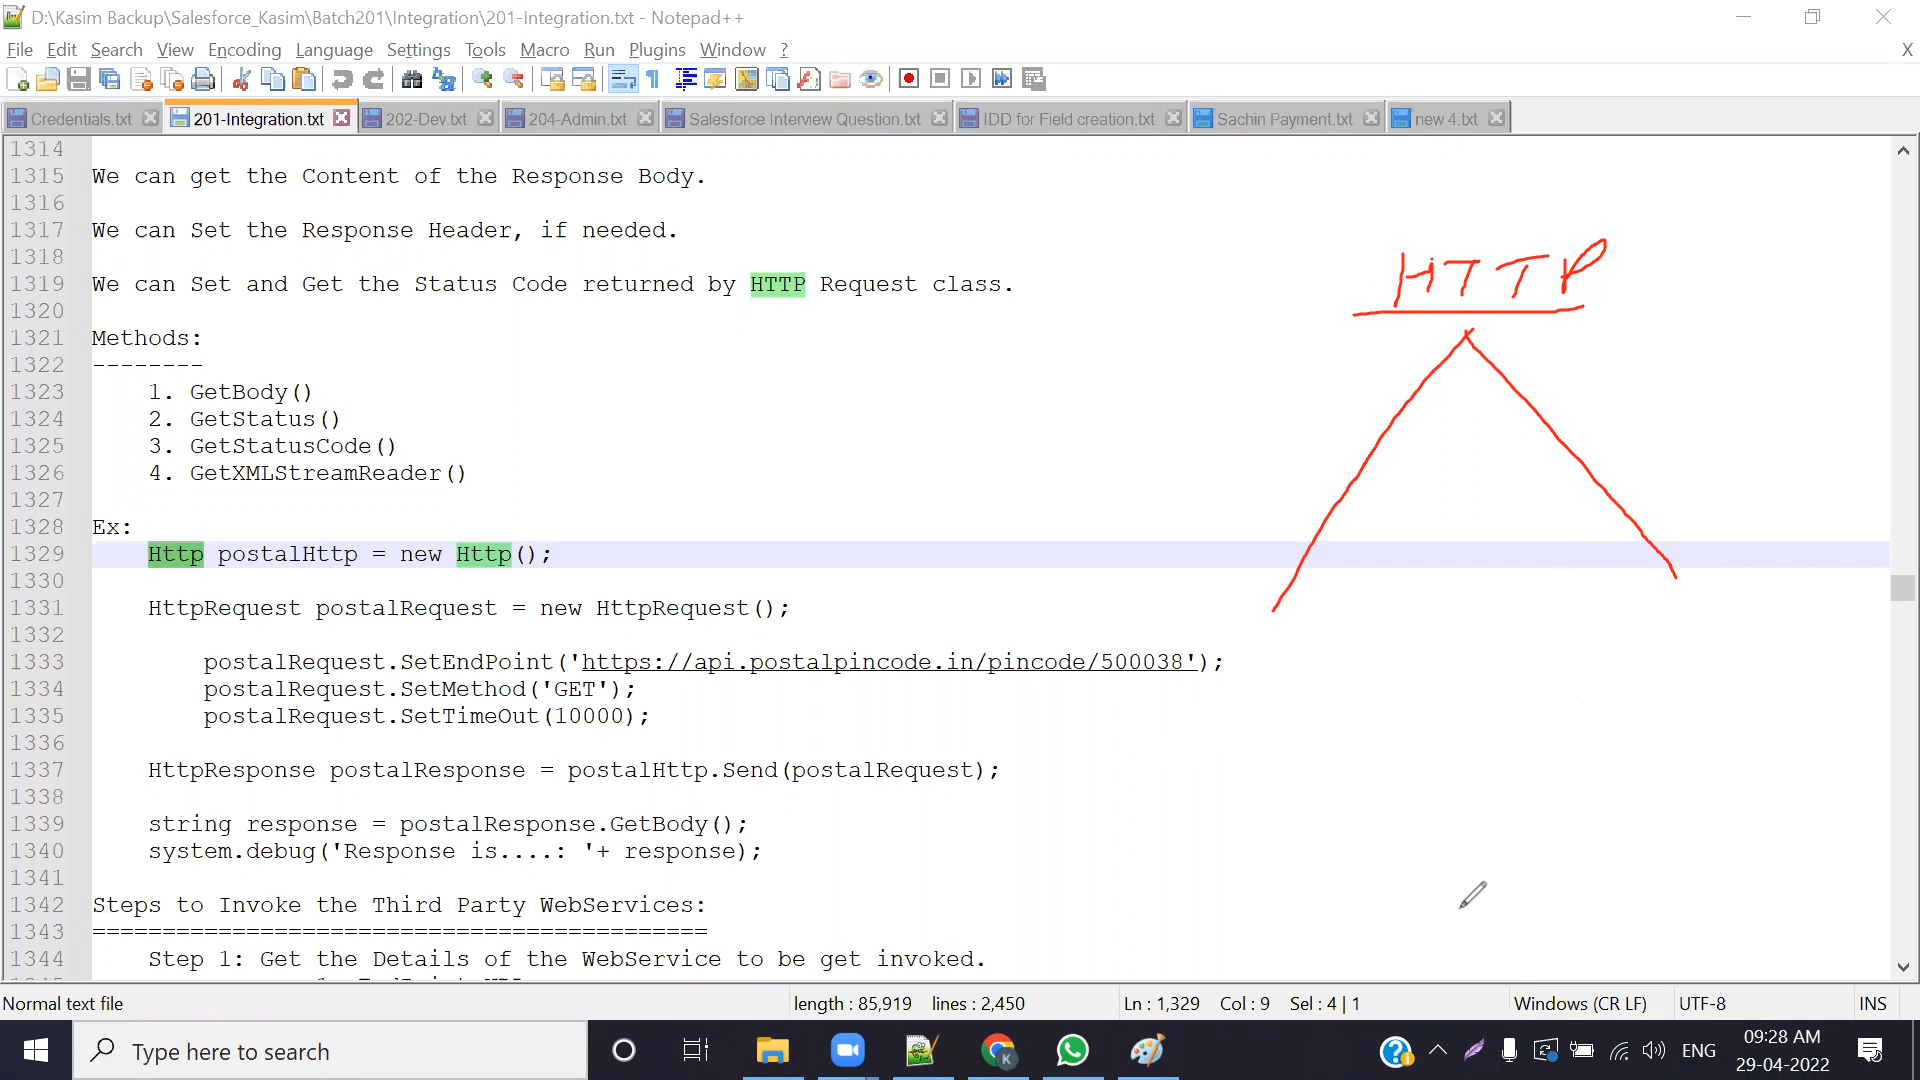 D:\Kasim Backup\Salesforce_Kasim\Batch201\Integration\201-Integration.txt - Notepad++
File Edit Search View Encoding Language Settings Tools Macro Run Plugins Window ? X
Credentials.txt 201-Integration.txt 202-Dev.txt 204-Admin.txt Salesforce Interview Question.txt IDD for Field creation.txt Sachin Payment.txt new 4.txt
1314
1315 We can get the Content of the Response Body.
1316
1317 We can Set the Response Header, if needed.
1318
1319 We can Set and Get the Status Code returned by HTTP Request class.
HTTP
1320
1321 Methods:
1322 --------
1323 1. GetBody()
1324 2. GetStatus()
1325 3. GetStatusCode()
1326 4. GetXMLStreamReader()
1327
1328 Ex:
1329 Http postalHttp = new Http();
1330
1331 HttpRequest postalRequest = new HttpRequest();
1332
1333 postalRequest.SetEndPoint('https://api.postalpincode.in/pincode/500038');
1334 postalRequest.SetMethod('GET');
1335 postalRequest.SetTimeOut(10000);
1336
1337 HttpResponse postalResponse = postalHttp.Send(postalRequest);
1338
1339 string response = postalResponse.GetBody();
1340 system.debug('Response is....: '+ response);
1341
1342 Steps to Invoke the Third Party WebServices:
1343 ============================================
1344 Step 1: Get the Details of the WebService to be get invoked.
Normal text file length : 85,919 lines : 2,450 Ln : 1,329 Col : 9 Sel : 4 | 1 Windows (CR LF) UTF-8 INS
Type here to search
ENG
09:28 AM
29-04-2022